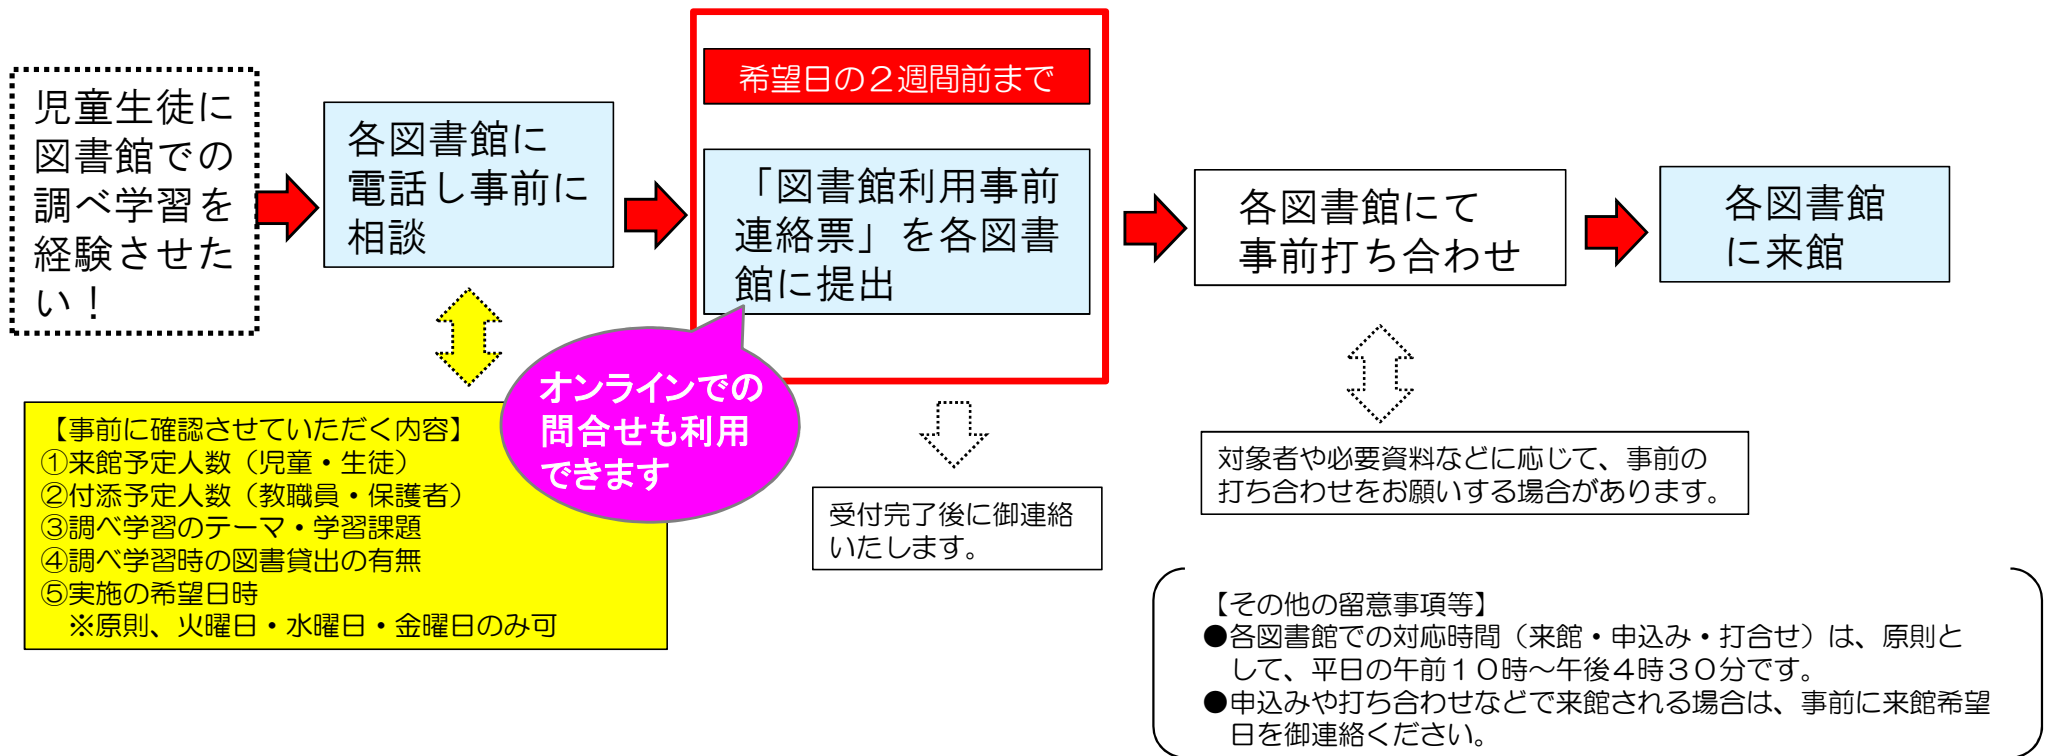 児童生徒に
図書館での
調べ学習を
経験させた
い！
各図書館に
電話し事前に
相談
希望日の２週間前まで
「図書館利用事前
連絡票」を各図書
館に提出
各図書館にて
事前打ち合わせ
各図書館
に来館
オンラインでの
問合せも利用
できます
【事前に確認させていただく内容】
①来館予定人数（児童・生徒）
②付添予定人数（教職員・保護者）
③調べ学習のテーマ・学習課題
④調べ学習時の図書貸出の有無
⑤実施の希望日時
※原則、火曜日・水曜日・金曜日のみ可
受付完了後に御連絡
いたします。
対象者や必要資料などに応じて、事前の
打ち合わせをお願いする場合があります。
【その他の留意事項等】
●各図書館での対応時間（来館・申込み・打合せ）は、原則と
して、平日の午前１０時～午後４時３０分です。
●申込みや打ち合わせなどで来館される場合は、事前に来館希望
日を御連絡ください。